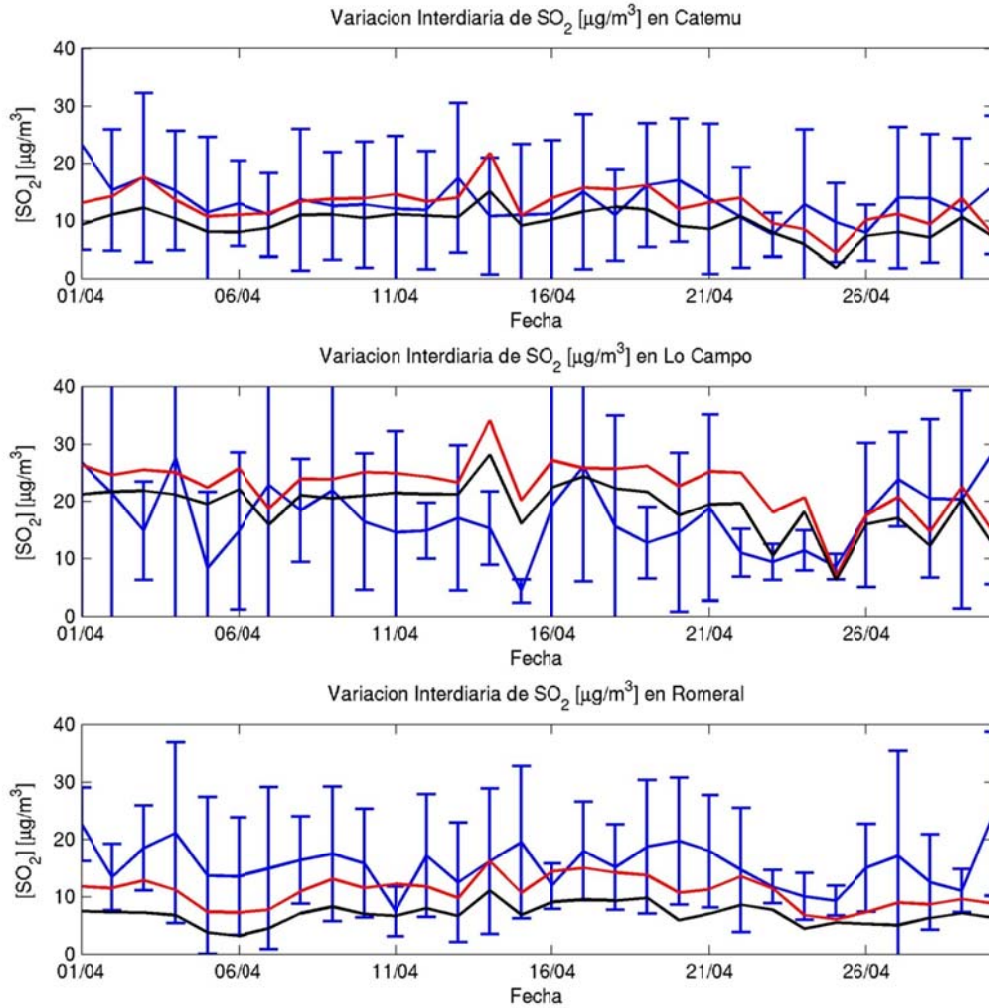 Variacion Interdiaria de SO2 [μg/m3] en Catemu
[SO2]] [μg/m3]
40
30
20
10
0
01/04 06/04 11/04 16/04 21/04 26/04
Fecha
Variacion Interdiaria de SO2 [μg/m3] en Lo Campo
[SO2] [μg/m3]
40
30
20
10
0
01/04 06/04 11/04 16/04 21/04 26/04
Fecha
Variacion Interdiaria de SO2 [μg/m3] en Romeral
[SO2] [μg/m3]
40
30
20
10
0
01/04 06/04 11/04 16/04 21/04 26/04
Fecha